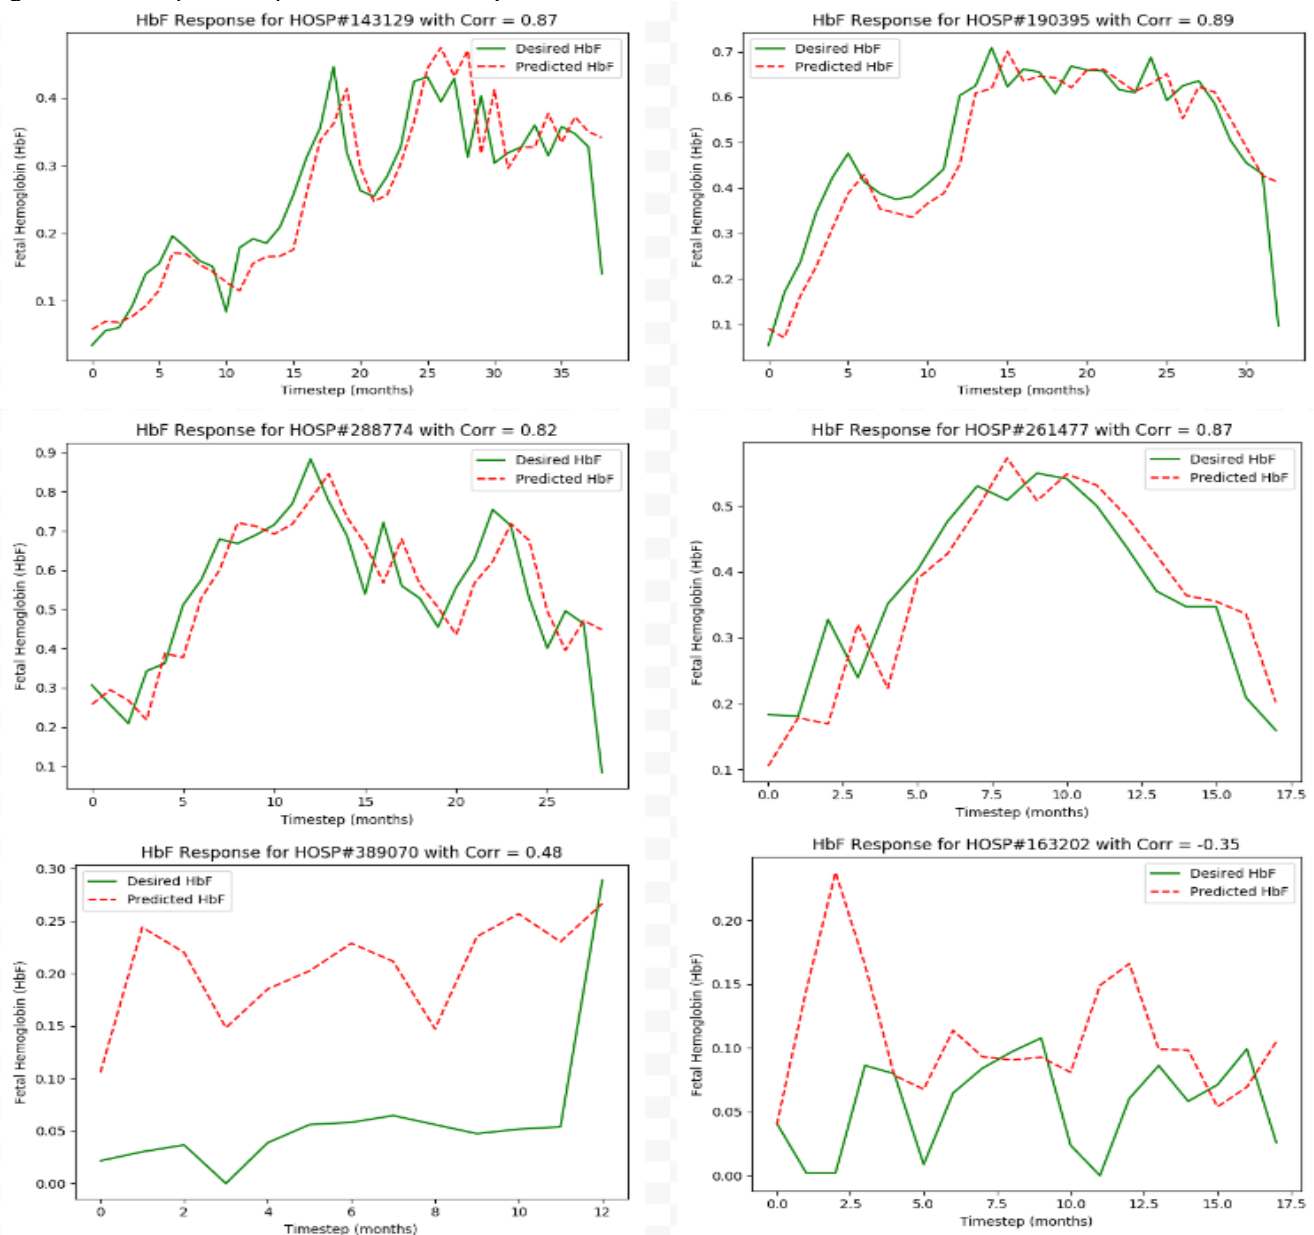 HbF Response for HOSP#143129 with Corr = 0.87
Desired HbF
Predicted HbF
Fetal Hemoglobin (HbF)
0.4
0.3
0.2
0.1
0 5 10 15 20 25 30 35
Timestep (months)
HbF Response for HOSP#190395 with Corr = 0.89
Desired HbF
Predicted HbF
Fetal Hemoglobin (HbF)
0.7
0.6
0.5
0.4
0.3
0.2
0.1
0 5 10 15 20 25 30
Timestep (months)
HbF Response for HOSP#288774 with Corr = 0.82
Desired HbF
Predicted HbF
Fetal Hemoglobin (HbF)
0.9
0.8
0.7
0.6
0.5
0.4
0.3
0.2
0.1
0 5 10 15 20 25
Timestep (months)
HbF Response for HOSP#261477 with Corr = 0.87
Desired HbF
Predicted HbF
Fetal Hemoglobin (HbF)
0.5
0.4
0.3
0.2
0.1
0.0 2.5 5.0 7.5 10.0 12.5 15.0 17.5
Timestep (months)
HbF Response for HOSP#389070 with Corr = 0.48
Desired HbF
Predicted HbF
Fetal Hemoglobin (HbF)
0.30
0.25
0.20
0.15
0.10
0.05
0.00
0 2 4 6 8 10 12
Timestep (months)
HbF Response for HOSP#163202 with Corr = -0.35
Desired HbF
Predicted HbF
Fetal Hemoglobin (HbF)
0.20
0.15
0.10
0.05
0.00
0.0 2.5 5.0 7.5 10.0 12.5 15.0 17.5
Timestep (months)